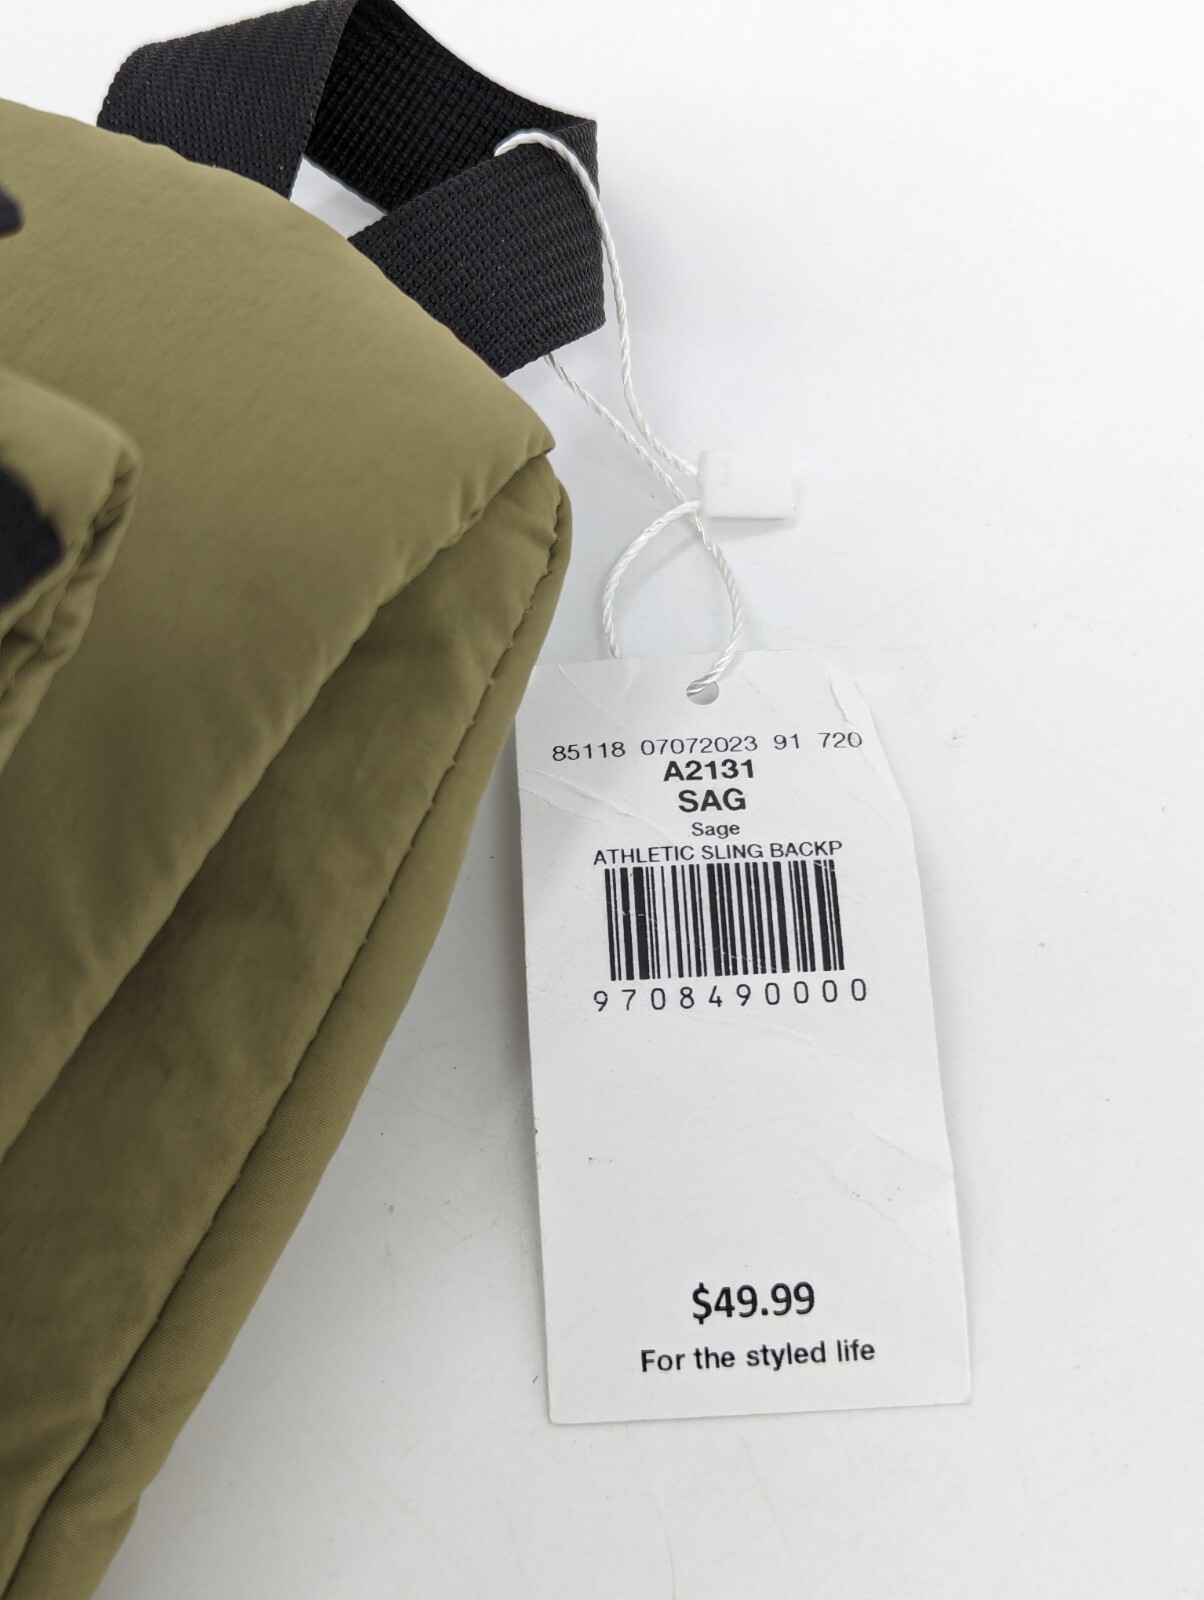 85118 07072023 91 720
A2131
SAG
Sage
ATHLETIC SLING BACKP
9708490000
$49.99
For the styled life